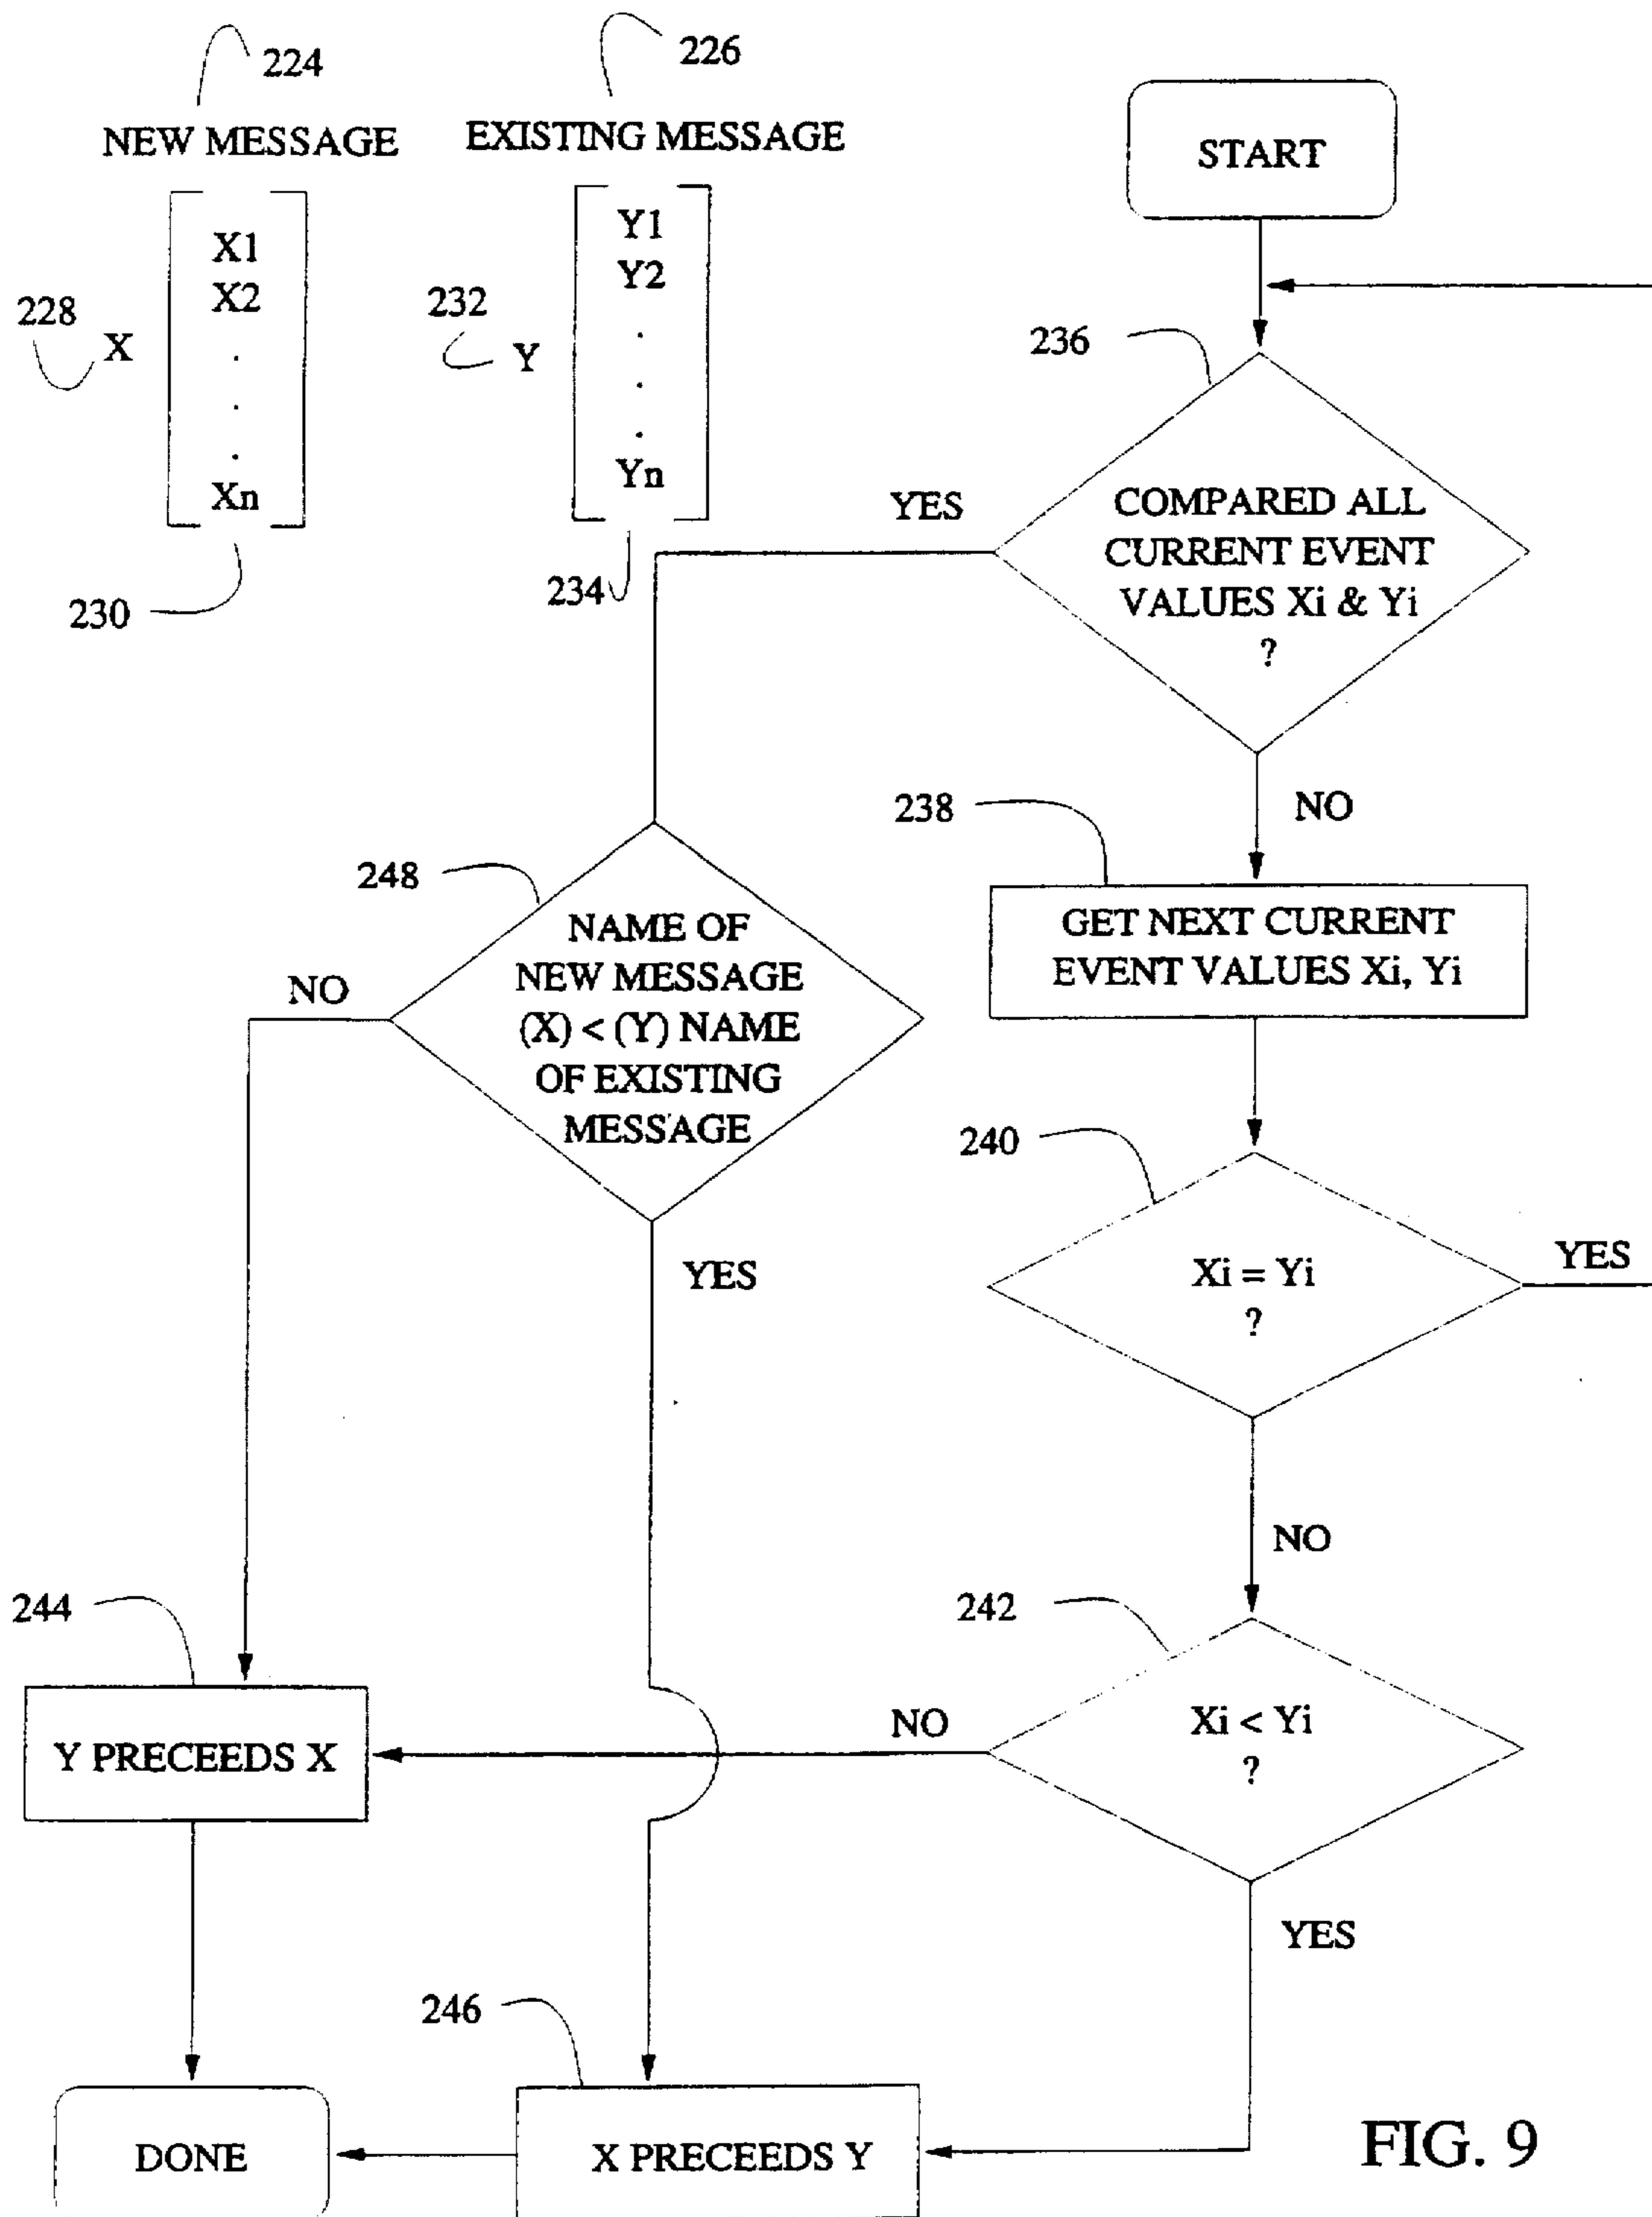 224
226
NEW MESSAGE
EXISTING MESSAGE
START
X1
X2
.
.
.
Xn
228
X
230
Y1
Y2
.
.
.
Yn
232
Y
234
236
COMPARED ALL
CURRENT EVENT
VALUES Xi & Yi
?
YES
NO
238
GET NEXT CURRENT
EVENT VALUES Xi, Yi
248
NAME OF
NEW MESSAGE
(X) < (Y) NAME
OF EXISTING
MESSAGE
NO
YES
240
Xi = Yi
?
YES
NO
242
Xi < Yi
?
NO
YES
244
Y PRECEEDS X
246
X PRECEEDS Y
DONE
FIG. 9